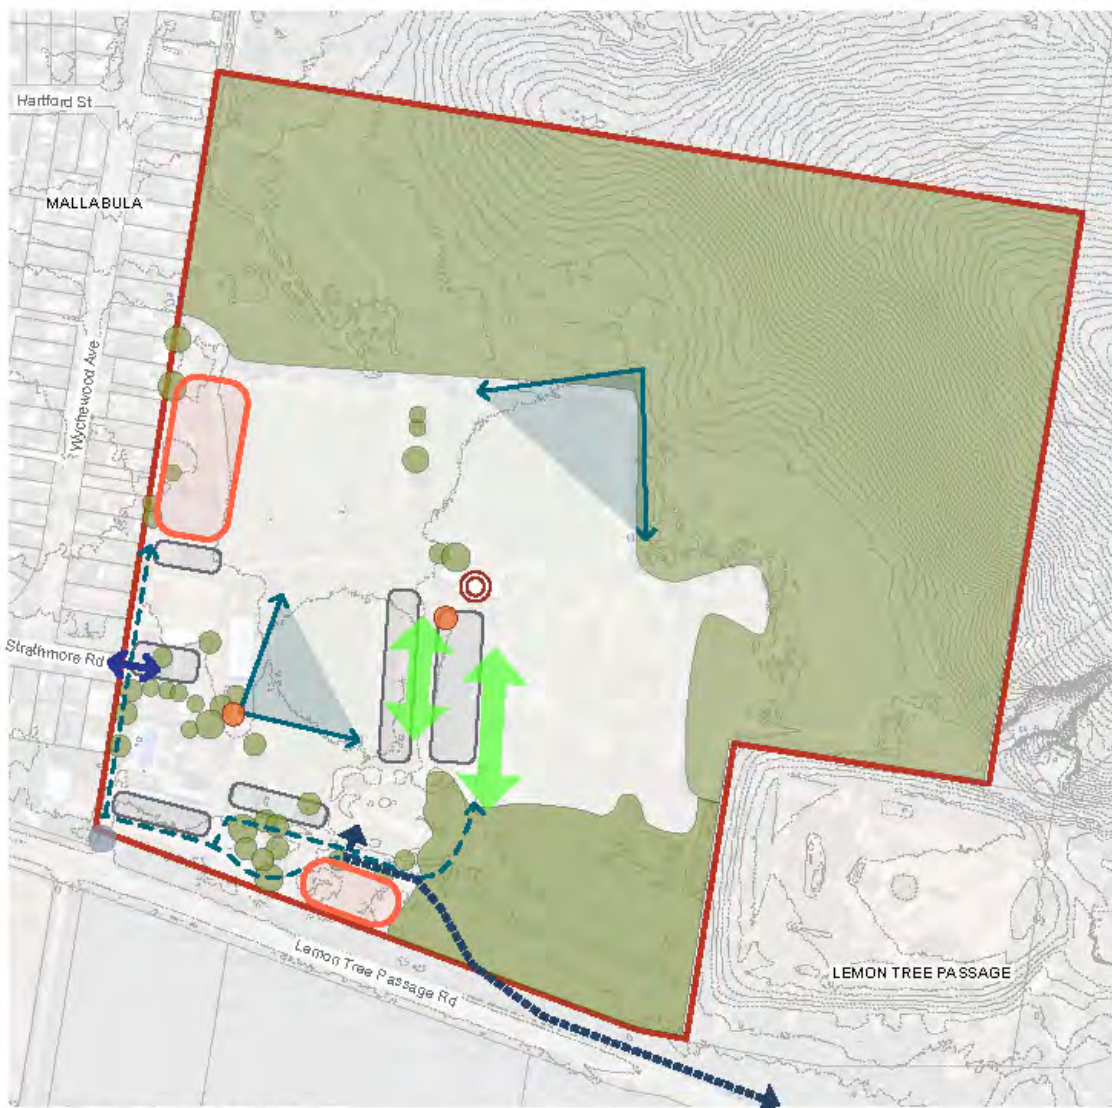 Hartford St
MALLABULA
Wychewood Ave
Strathmore Rd
Lemon Tree Passage Rd
LEMON TREE PASSAGE